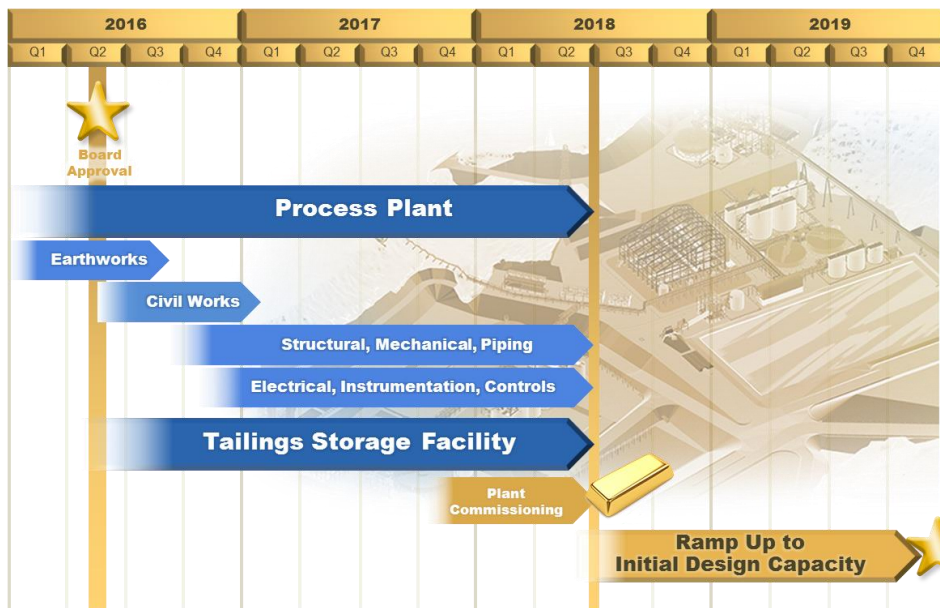 2016 2017 2018 2019
Q1 Q2 Q3 Q4 Q1 Q2 Q3 Q4 Q1 Q2 Q3 Q4 Q1 Q2 Q3 Q4
Board
Approval
Process Plant
Earthworks
Civil Works
Structural, Mechanical, Piping
Electrical, Instrumentation, Controls
Tailings Storage Facility
Plant
Commissioning
Ramp Up to
Initial Design Capacity